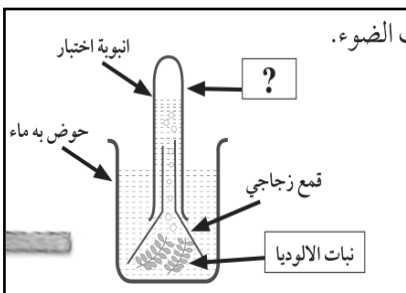 الضوء.
انبوبة اختبار
?
حوض به ماء
قمع زجاجي
نبات الالوديا